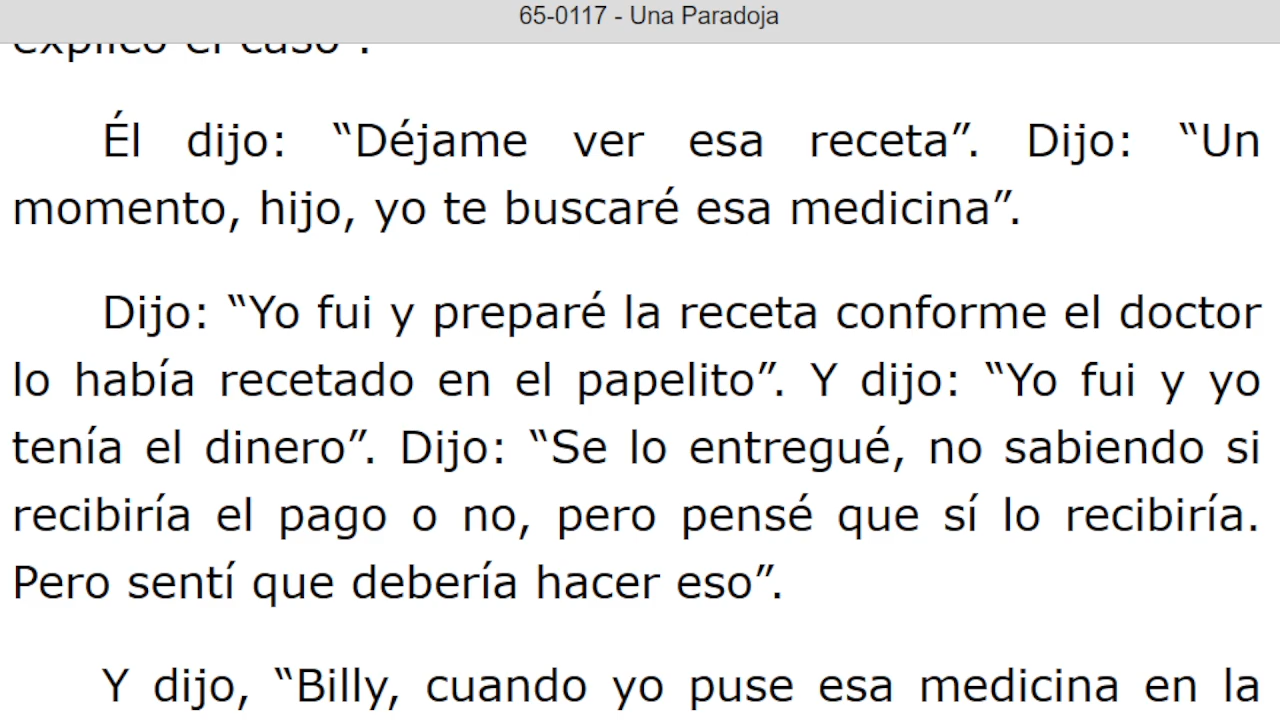 65-0117 - Una Paradoja
explicó el caso”.
Él dijo: “Déjame ver esa receta”. Dijo: “Un
momento, hijo, yo te buscaré esa medicina”.
Dijo: “Yo fui y preparé la receta conforme el doctor
lo había recetado en el papelito”. Y dijo: “Yo fui y yo
tenía el dinero”. Dijo: “Se lo entregué, no sabiendo si
recibiría el pago o no, pero pensé que sí lo recibiría.
Pero sentí que debería hacer eso”.
Y dijo, “Billy, cuando yo puse esa medicina en la